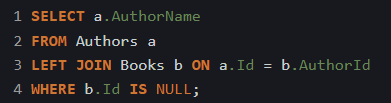 1 SELECT a.AuthorName
2 FROM Authors a
3 LEFT JOIN Books b ON a.Id = b.AuthorId
4 WHERE b.Id IS NULL;